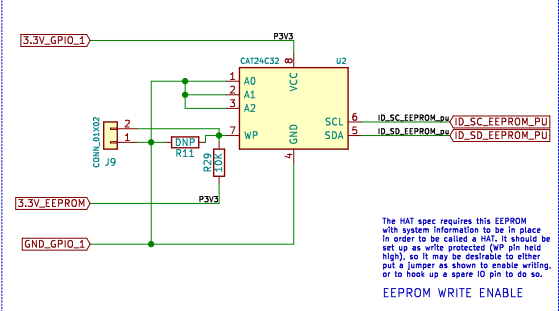 3.3V_GPIO_1
P3V3
CAT24C32
U2
8
VCC
1
A0
2
A1
3
A2
6
SCL
ID_SC_EEPROM_pu
ID_SC_EEPROM_PU
2
1
CONN_01X02
J9
DNP
R11
7
WP
5
SDA
ID_SD_EEPROM_pu
ID_SD_EEPROM_PU
GND
4
R29
10K
3.3V_EEPROM
P3V3
GND_GPIO_1
The HAT spec requires this EEPROM
with system information to be in place
in order to be called a HAT. It should be
set up as write protected (WP pin held
high), so it may be desirable to either
put a jumper as shown to enable writing,
or to hook up a spare IO pin to do so.
EEPROM WRITE ENABLE